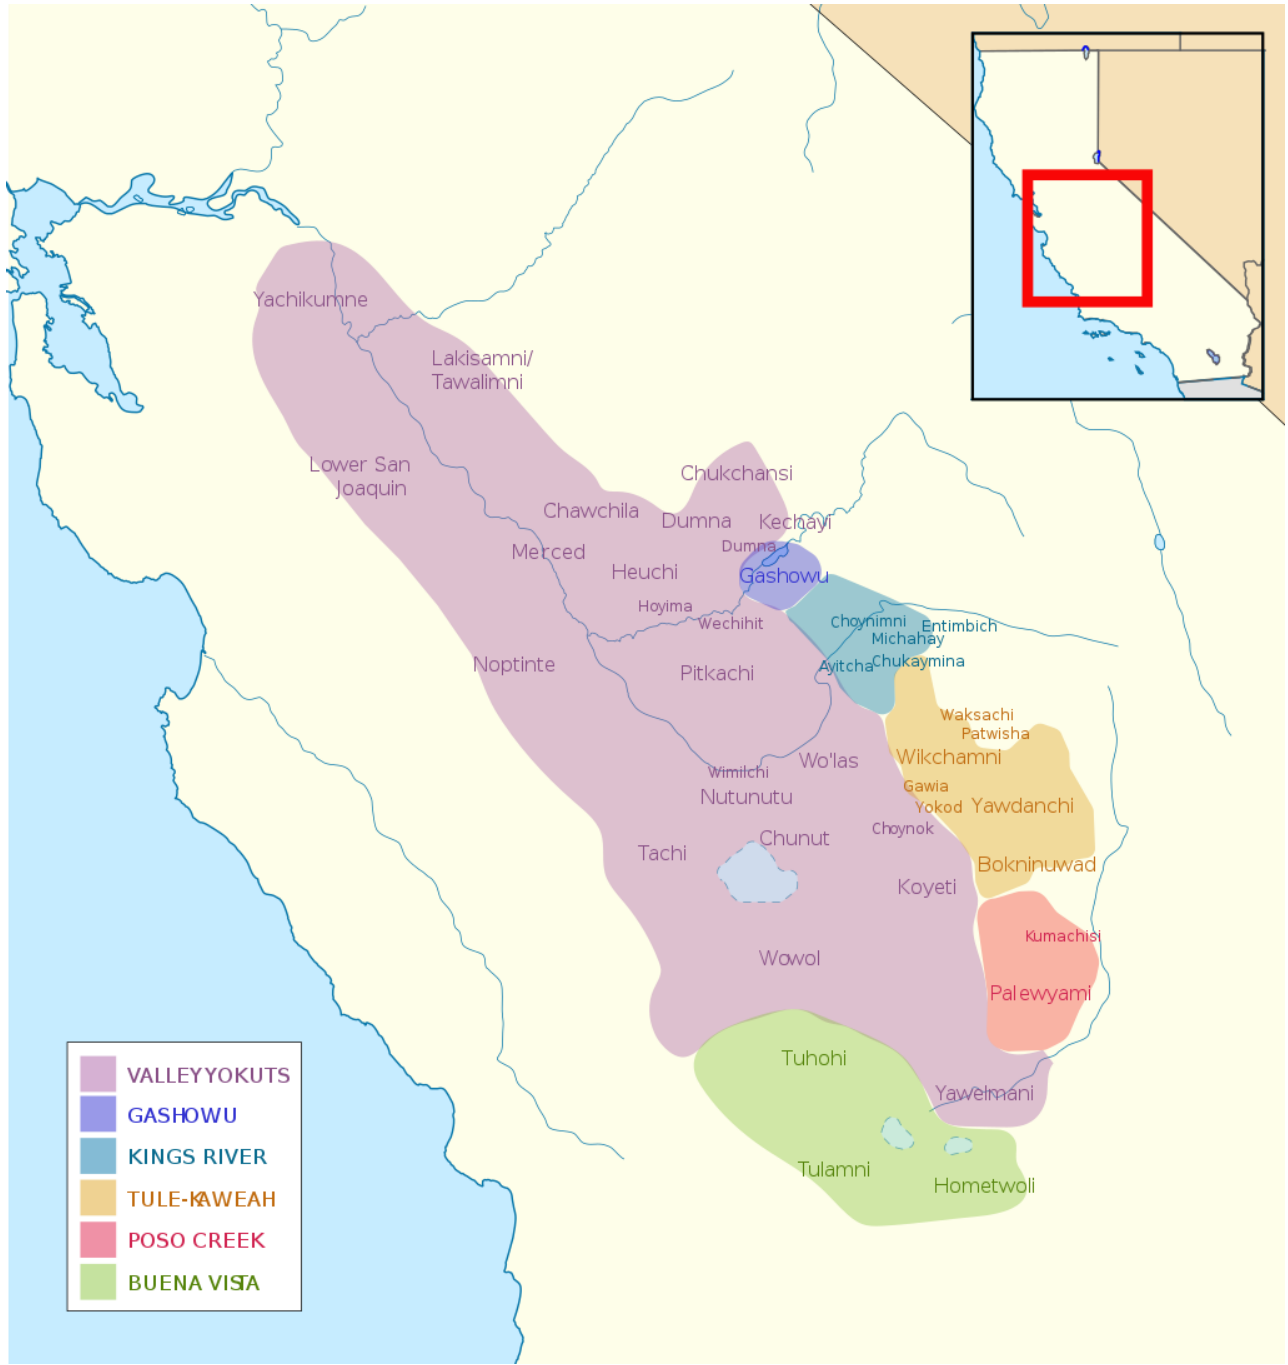 Yachikumne
Lakisamni/
Tawalimni
Lower San
Joaquin
Chukchansi
Chawchila
Dumna
Kechayi
Merced
Dumna
Heuchi
Gashowu
Hoyima
Wechihit
Choynimni
Entimbich
Michahay
Noptinte
Pitkachi
Ayitcha
Chukaymina
Waksachi
Patwisha
Wo'las
Wikchamni
Wimilchi
Nutunutu
Gawia
Yokod
Yawdanchi
Chunut
Choynok
Tachi
Bokninuwad
Koyeti
Kumachisi
Wowol
Palewyami
Tuhohi
Yawelmani
Tulamni
Hometwoli
VALLEY YOKUTS
GASHOWU
KINGS RIVER
TULE-KAWEAH
POSO CREEK
BUENA VISTA